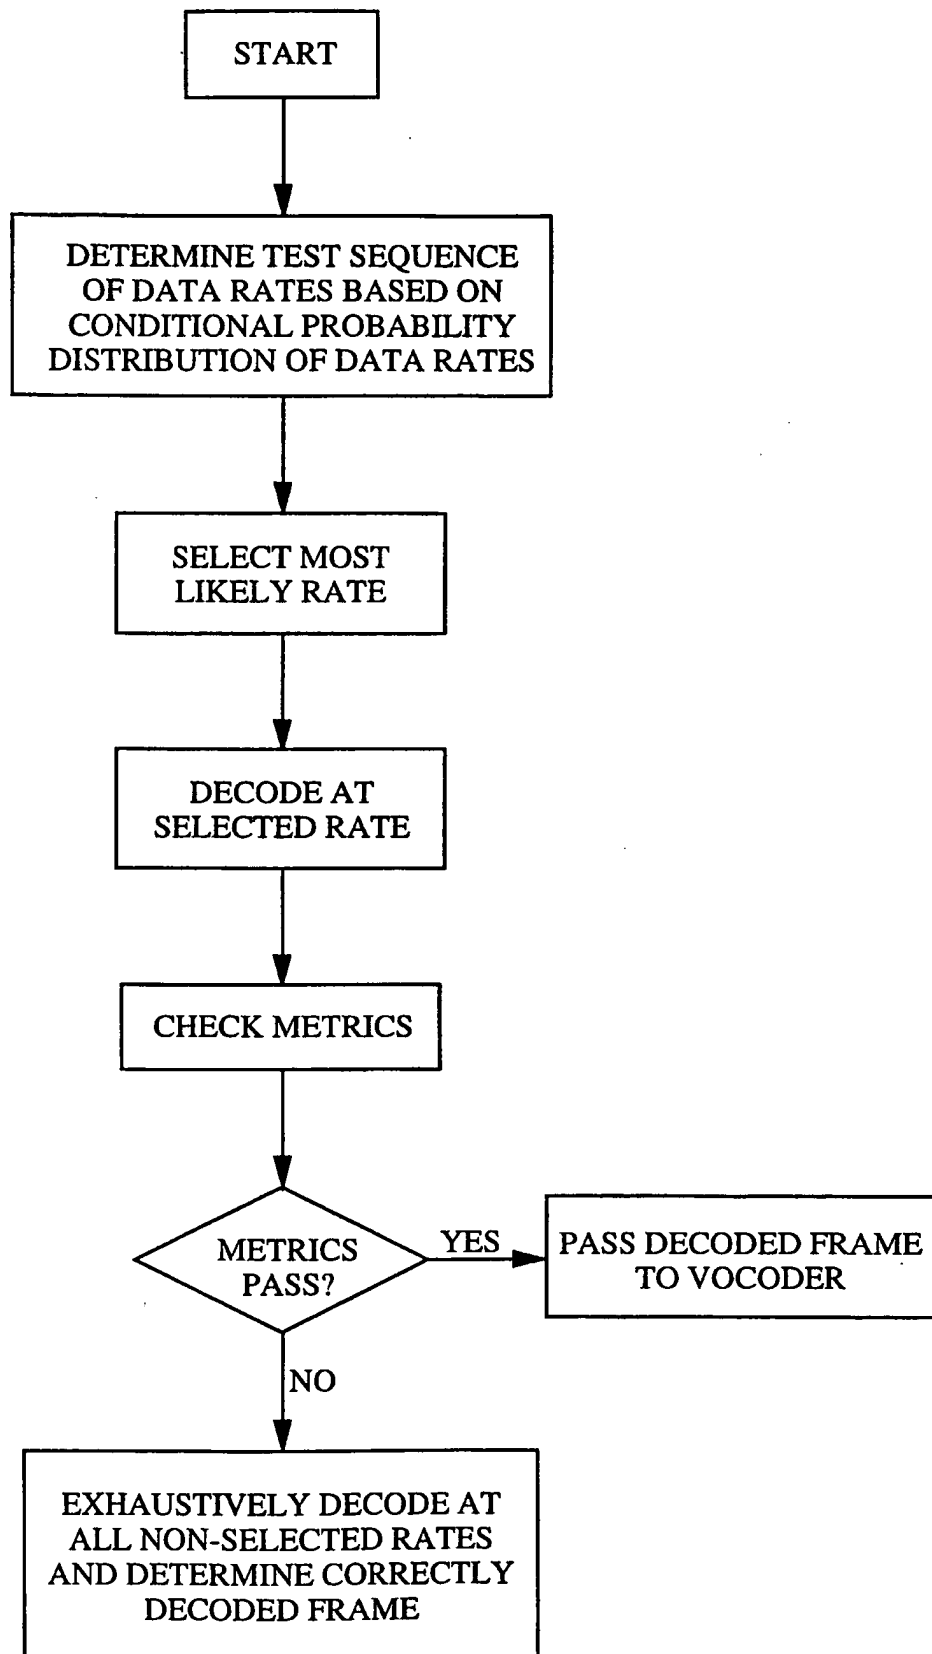 START
DETERMINE TEST SEQUENCE
OF DATA RATES BASED ON
CONDITIONAL PROBABILITY
DISTRIBUTION OF DATA RATES
SELECT MOST
LIKELY RATE
DECODE AT
SELECTED RATE
CHECK METRICS
METRICS
PASS?
YES
PASS DECODED FRAME
TO VOCODER
NO
EXHAUSTIVELY DECODE AT
ALL NON-SELECTED RATES
AND DETERMINE CORRECTLY
DECODED FRAME